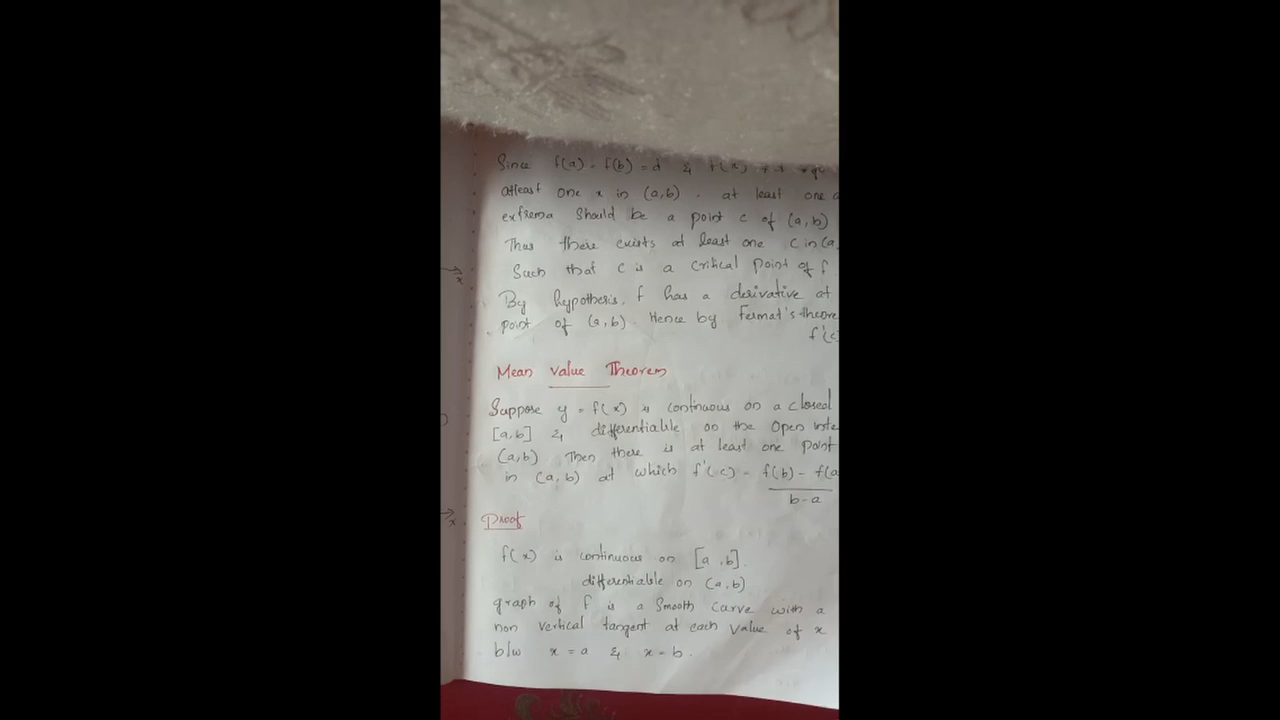 Since f(a) = f(b) = d & f(x)
atleast one x in (a,b) . at least one
extrema should be a point c of (a,b)
Thus there exists at least one c in (a,
Such that c is a critical point of f
By hypothesis, f has a derivative at
point of (a,b). Hence by Fermat's theore
f'(c
Mean value Theorem
Suppose y = f(x) is continuous on a closed
[a,b] & differentiable on the open inte
(a,b). Then there is at least one point
in (a,b) at which f'(c) = f(b) - f(a
b-a
Proof
f(x) is continuous on [a,b].
differentiable on (a,b)
graph of f is a smooth carve with a
non vertical tangent at each value of x
b/w x = a & x = b.
x
x